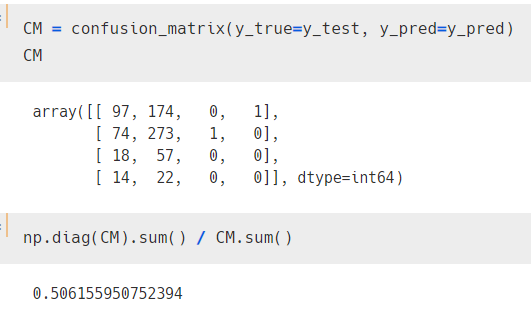 CM = confusion_matrix(y_true=y_test, y_pred=y_pred)
CM
array([[ 97, 174,   0,   1],
       [ 74, 273,   1,   0],
       [ 18,  57,   0,   0],
       [ 14,  22,   0,   0]], dtype=int64)
np.diag(CM).sum() / CM.sum()
0.506155950752394